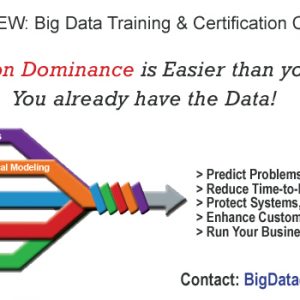 EW: Big Data Training & Certification
on Dominance is Easier than yo
You already have the Data!
al Modeling
> Predict Problems
> Reduce Time-to-
> Protect Systems,
> Enhance Custom
> Run Your Busine
Contact: BigData